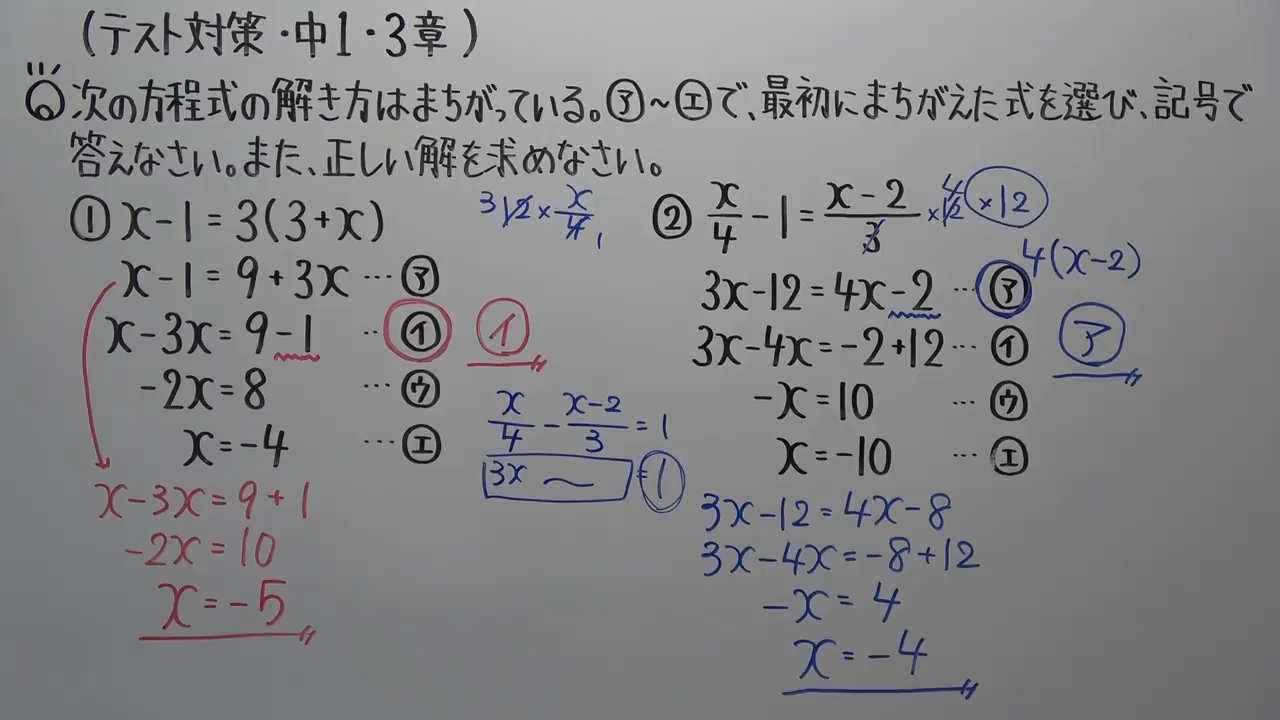 (テスト対策・中1・3章)
Q 次の方程式の解き方はまちがっている。㋐~㋓で、最初にまちがえた式を選び、記号で
答えなさい。また、正しい解を求めなさい。
① x-1=3(3+x)
x-1=9+3x …㋐
x-3x=9-1 …㋑
㋑
-2x=8 …㋒
x=-4 …㋓
x-3x=9+1
-2x=10
x=-5
3 12×x/4 1
x/4-(x-2)/3=1
3x ~ =1
② x/4-1=(x-2)/3 ×12 4 ×12
4(x-2)
3x-12=4x-2 …㋐
㋐
3x-4x=-2+12 …㋑
-x=10 …㋒
x=-10 …㋓
3x-12=4x-8
3x-4x=-8+12
-x=4
x=-4